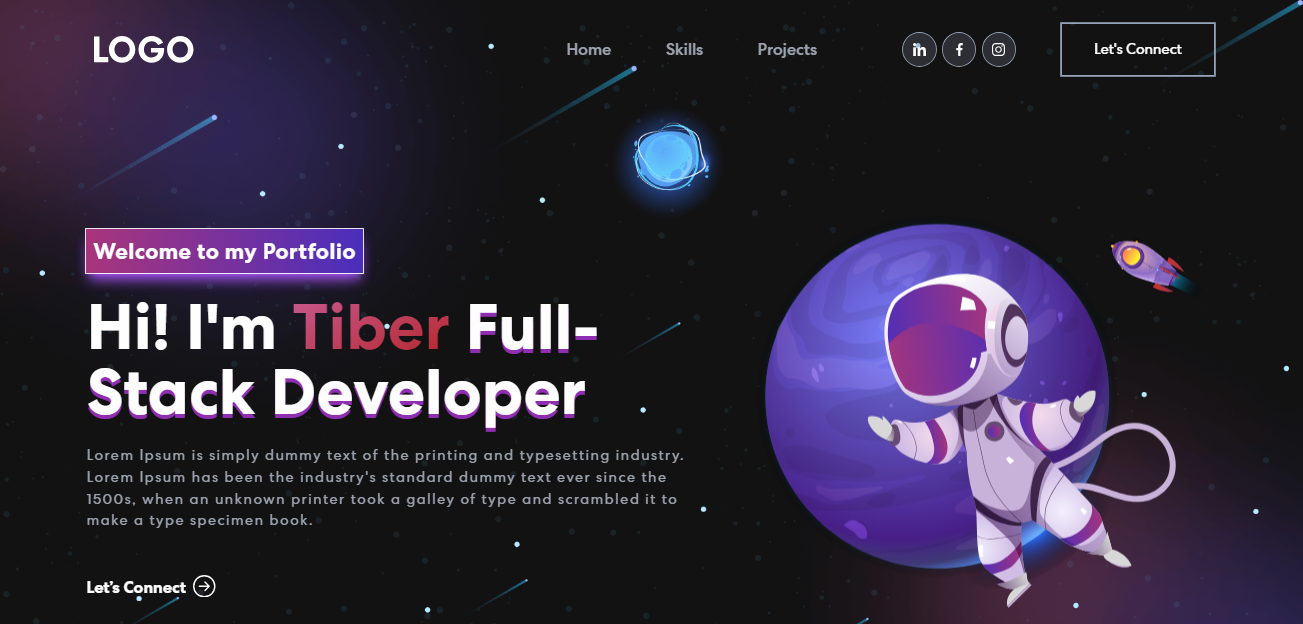 LOGO
Home
Skills
Projects
in
f
Let's Connect
Welcome to my Portfolio
Hi! I'm Tiber Full-
Stack Developer
Lorem Ipsum is simply dummy text of the printing and typesetting industry.
Lorem Ipsum has been the industry's standard dummy text ever since the
1500s, when an unknown printer took a galley of type and scrambled it to
make a type specimen book.
Let's Connect